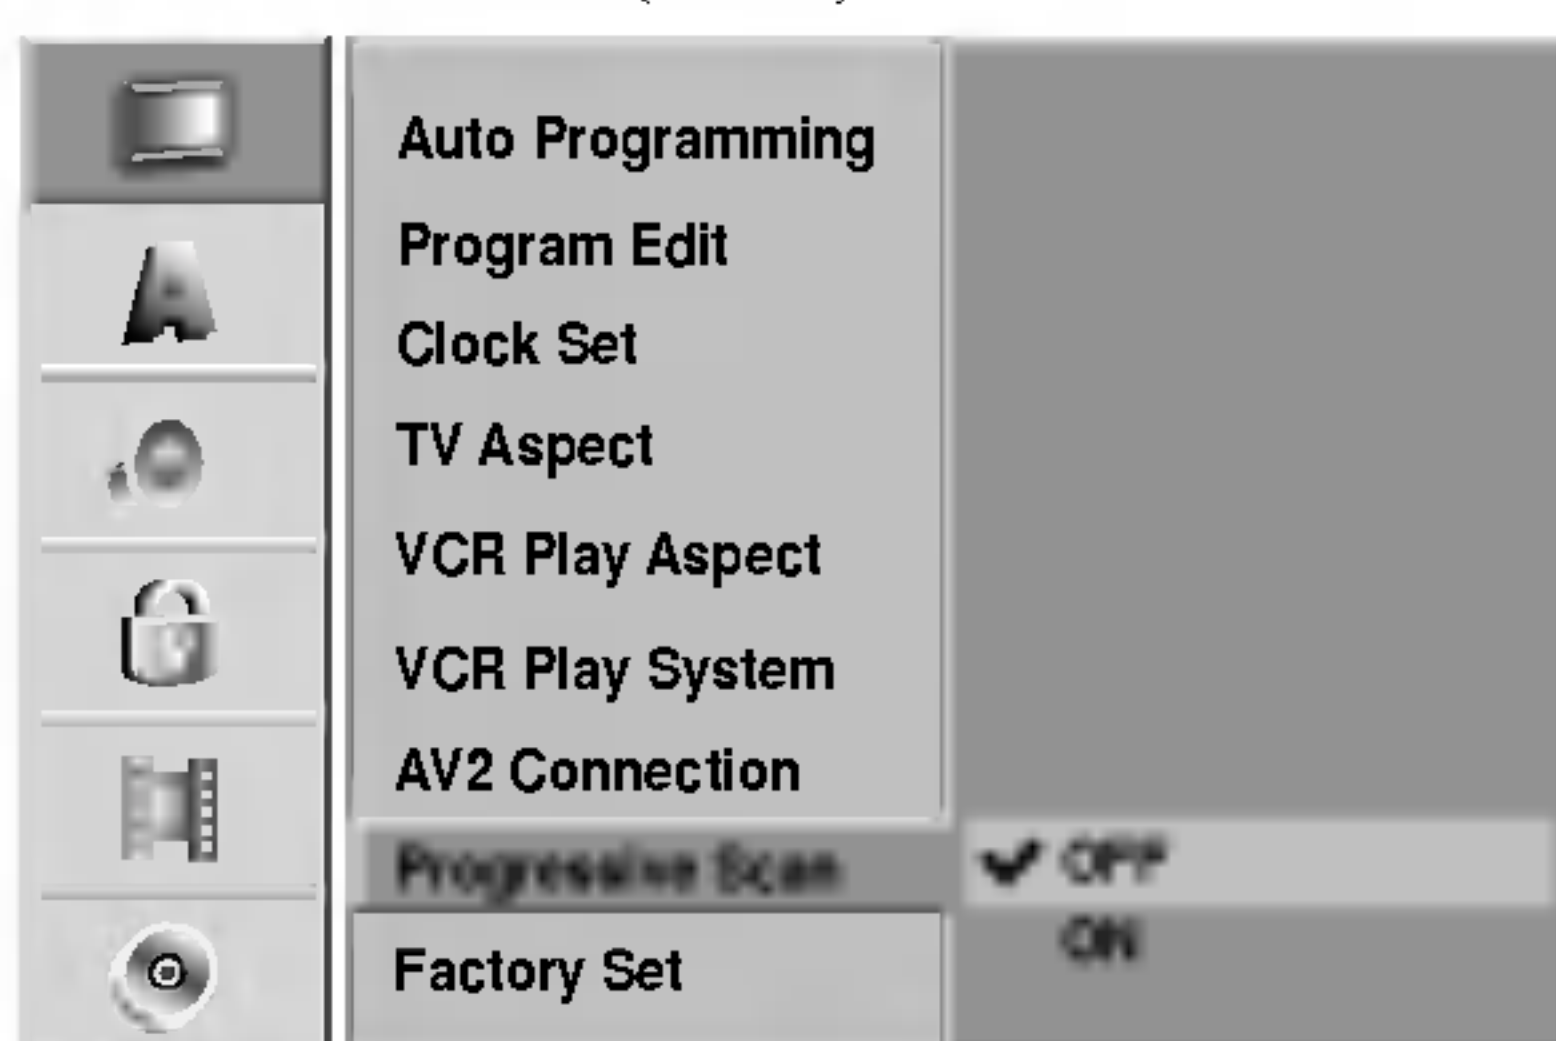 Auto Programming
Program Edit
Clock Set
TV Aspect
VCR Play Aspect
VCR Play System
AV2 Connection
Progressive Scan
OFF
ON
Factory Set